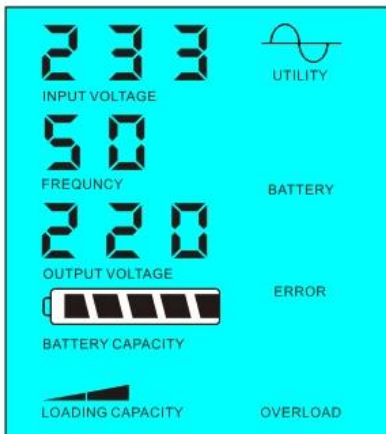 233
INPUT VOLTAGE
UTILITY
50
FREQUNCY
BATTERY
220
OUTPUT VOLTAGE
ERROR
BATTERY CAPACITY
LOADING CAPACITY
OVERLOAD